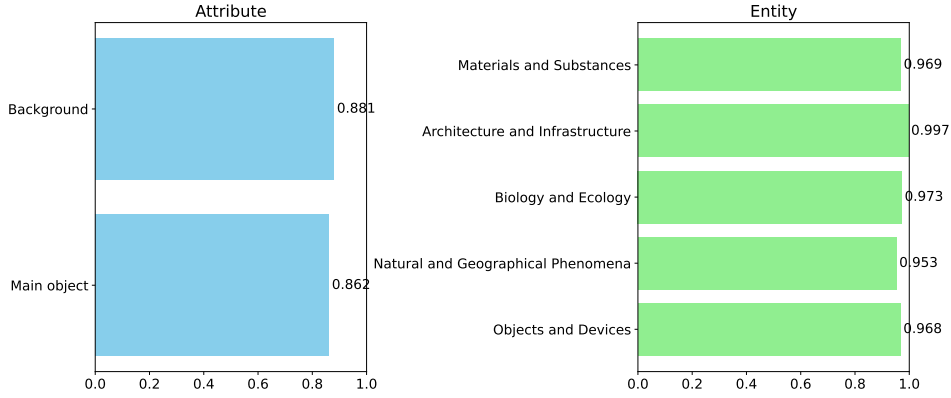 Attribute
Background
0.881
Main object
0.862
0.0 0.2 0.4 0.6 0.8 1.0
Entity
Materials and Substances
0.969
Architecture and Infrastructure
0.997
Biology and Ecology
0.973
Natural and Geographical Phenomena
0.953
Objects and Devices
0.968
0.0 0.2 0.4 0.6 0.8 1.0